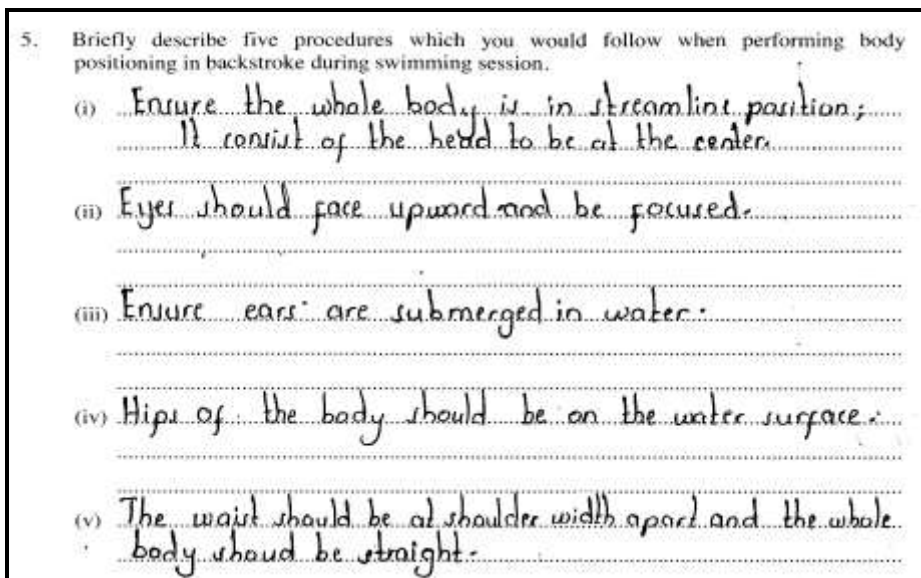 5. Briefly describe five procedures which you would follow when performing body
positioning in backstroke during swimming session.
(i) Ensure the whole body is in streamline position;
It consist of the head to be at the center.
(ii) Eyes should face upward and be focused.
(iii) Ensure ears are submerged in water.
(iv) Hips of the body should be on the water surface.
(v) The waist should be at shoulder width apart and the whole
body shoud be straight.